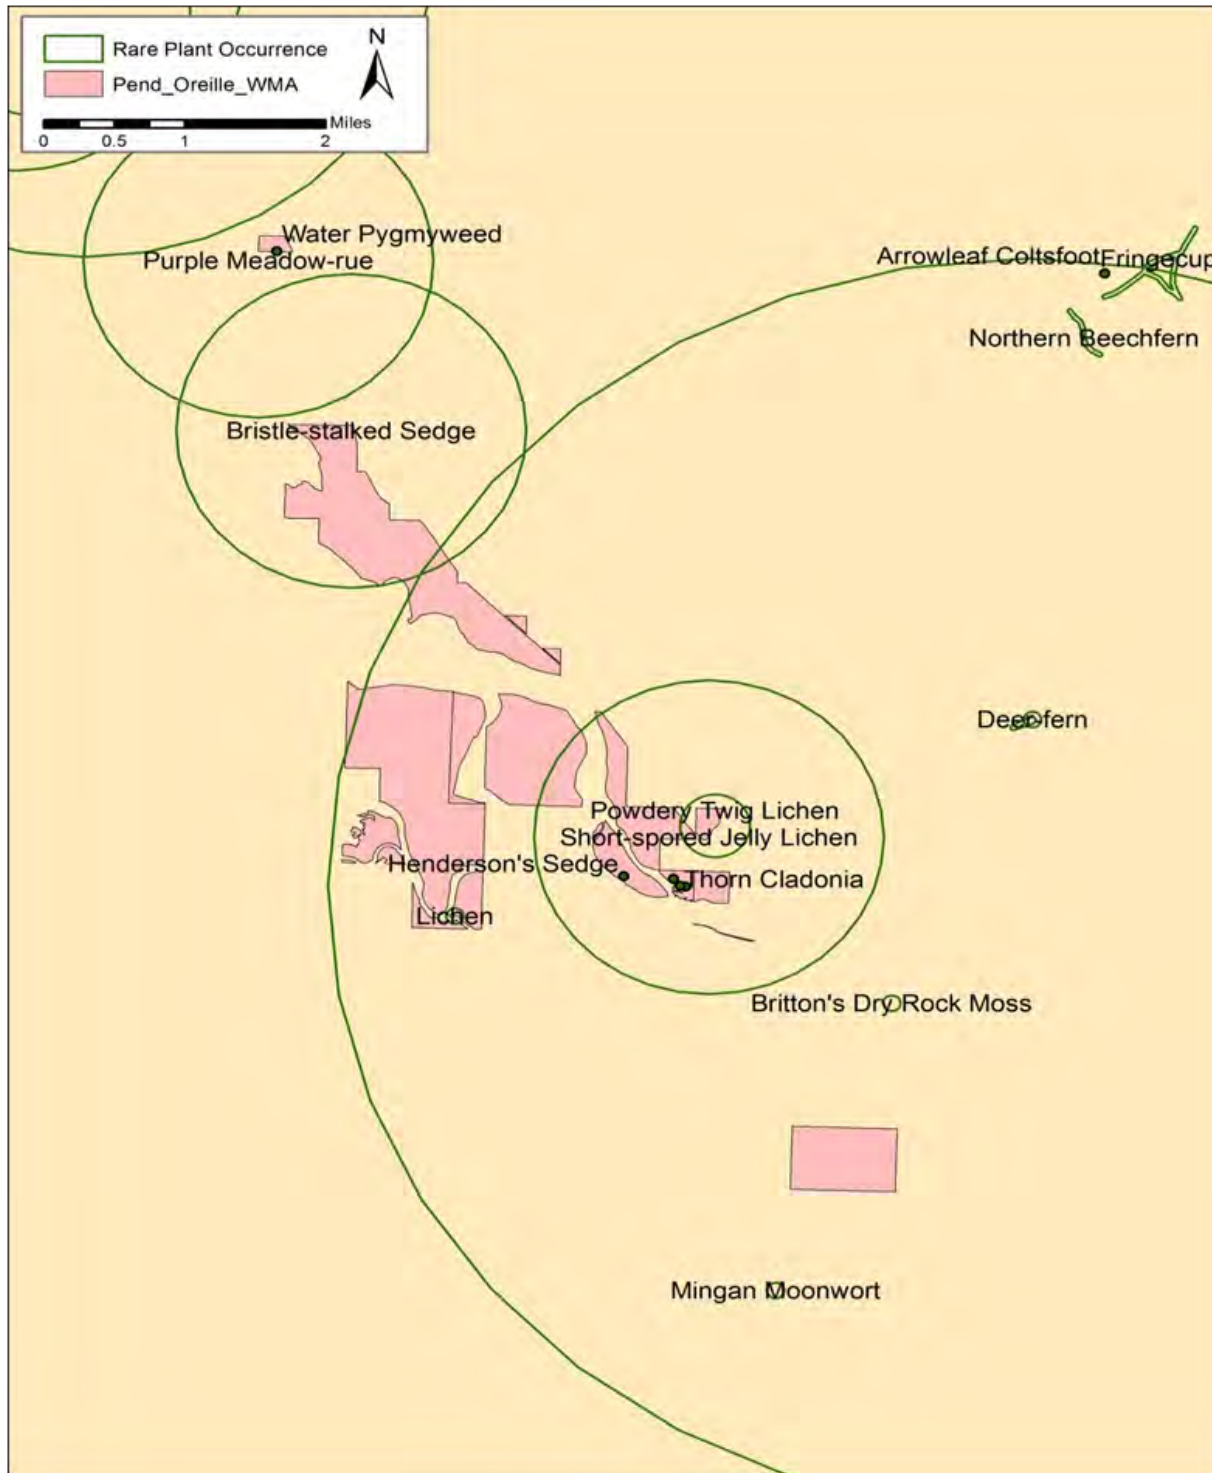 Rare Plant Occurrence
N
Pend_Oreille_WMA
Miles
0 0.5 1 2
Water Pygmyweed
Purple Meadow-rue
Arrowleaf Coltsfoot
Fringecup
Northern Beechfern
Bristle-stalked Sedge
Deer-fern
Powdery Twig Lichen
Short-spored Jelly Lichen
Henderson's Sedge
Thorn Cladonia
Lichen
Britton's Dry Rock Moss
Mingan Moonwort